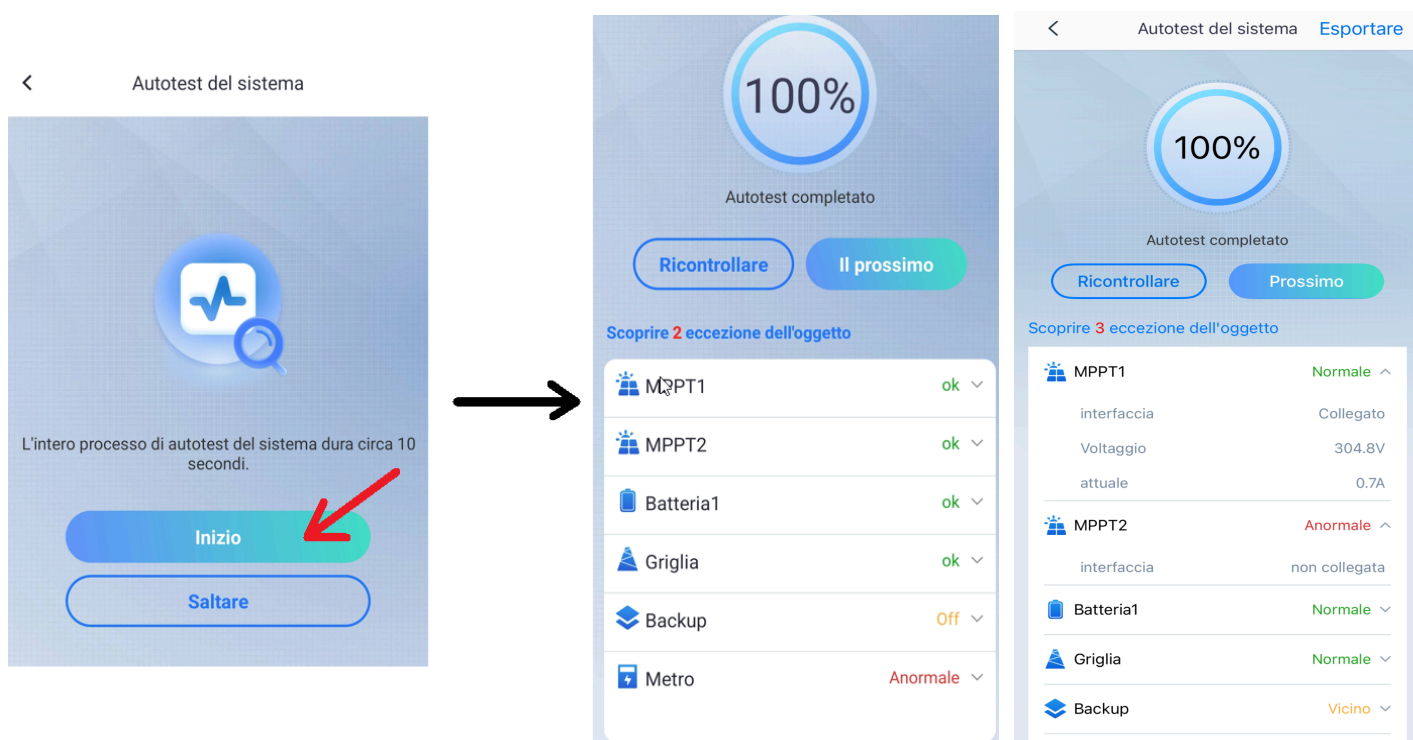 Autotest del sistema
L'intero processo di autotest del sistema dura circa 10
secondi.
Inizio
Saltare
100%
Autotest completato
Ricontrollare
Il prossimo
Scoprire 2 eccezione dell'oggetto
MPPT1 ok
MPPT2 ok
Batteria1 ok
Griglia ok
Backup Off
Metro Anormale
Autotest del sistema Esportare
100%
Autotest completato
Ricontrollare
Prossimo
Scoprire 3 eccezione dell'oggetto
MPPT1 Normale
interfaccia Collegato
Voltaggio 304.8V
attuale 0.7A
MPPT2 Anormale
interfaccia non collegata
Batteria1 Normale
Griglia Normale
Backup Vicino